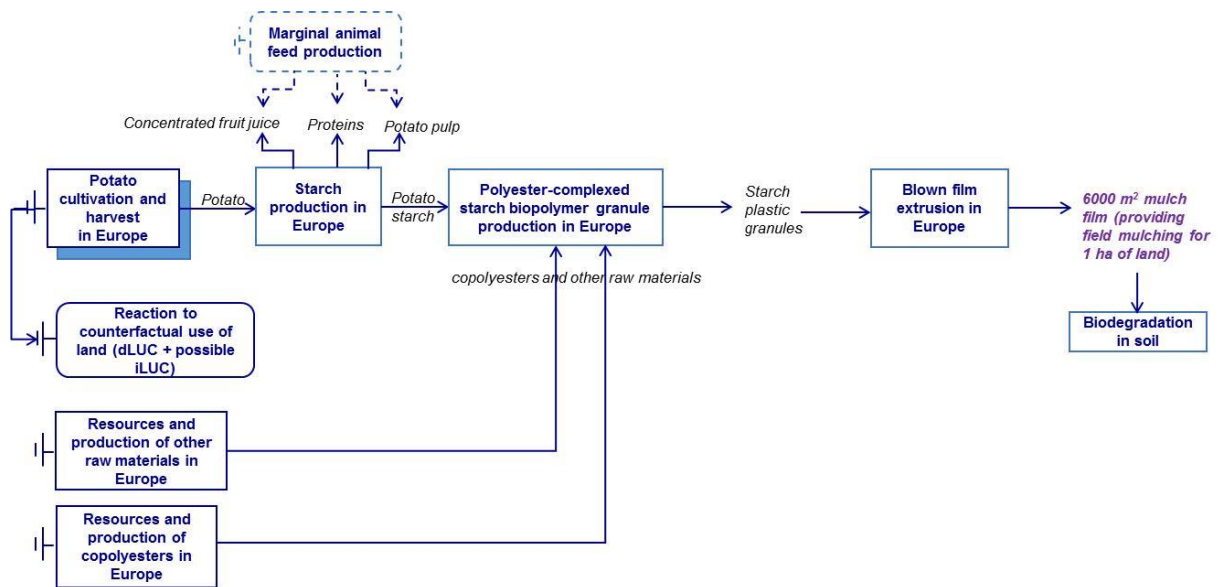 Marginal animal
feed production
Concentrated fruit juice
Proteins
Potato pulp
Potato
cultivation and
harvest
in Europe
Potato
Starch
production in
Europe
Potato
starch
Polyester-complexed
starch biopolymer granule
production in Europe
Starch
plastic
granules
Blown film
extrusion in
Europe
6000 m² mulch
film (providing
field mulching for
1 ha of land)
copolyesters and other raw materials
Biodegradation
in soil
Reaction to
counterfactual use of
land (dLUC + possible
iLUC)
Resources and
production of other
raw materials in
Europe
Resources and
production of
copolyesters in
Europe